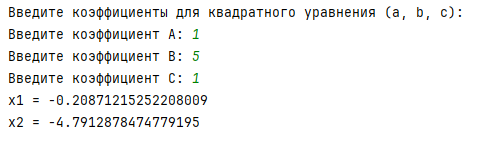 Введите коэффициенты для квадратного уравнения (a, b, c):
Введите коэффициент A: 1
Введите коэффициент B: 5
Введите коэффициент C: 1
x1 = -0.20871215252208009
x2 = -4.7912878474779195